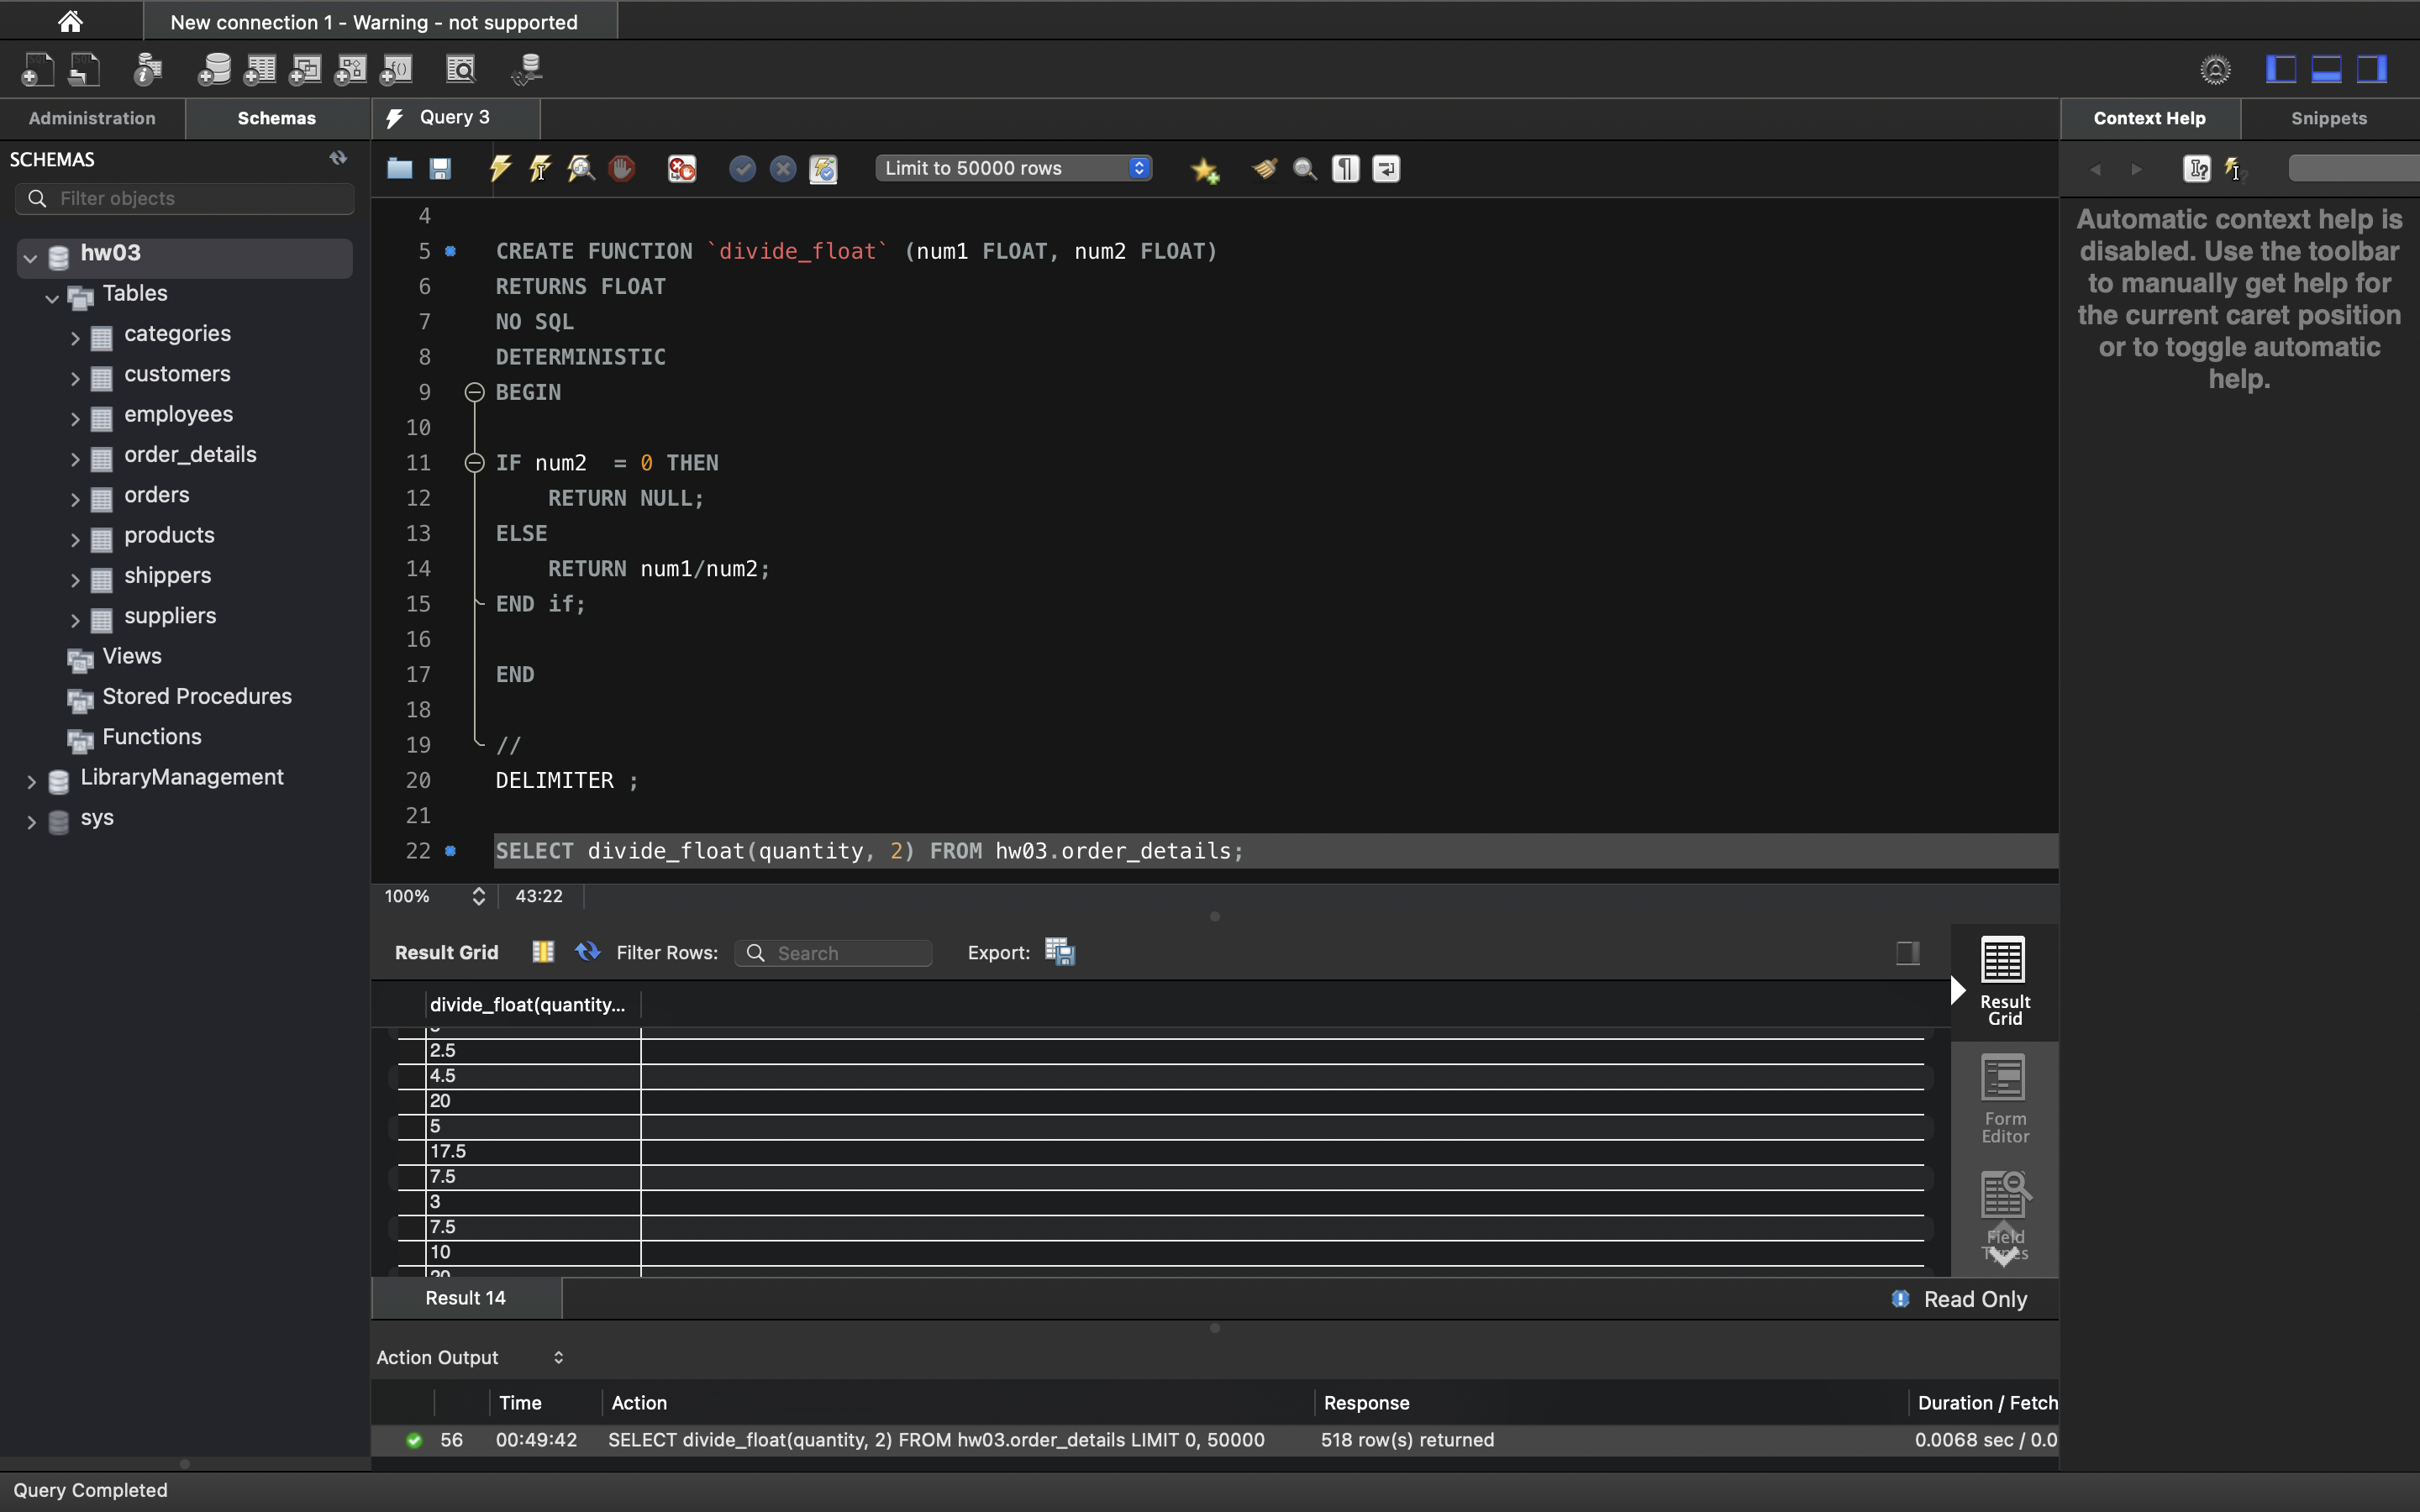 New connection 1 - Warning - not supported
Administration
Schemas
Query 3
Context Help
Snippets
SCHEMAS
Filter objects
Limit to 50000 rows
hw03
Tables
categories
customers
employees
order_details
orders
products
shippers
suppliers
Views
Stored Procedures
Functions
LibraryManagement
sys
4
5 CREATE FUNCTION `divide_float` (num1 FLOAT, num2 FLOAT)
6 RETURNS FLOAT
7 NO SQL
8 DETERMINISTIC
9 BEGIN
10
11 IF num2  = 0 THEN
12     RETURN NULL;
13 ELSE
14     RETURN num1/num2;
15 END if;
16
17 END
18
19 //
20 DELIMITER ;
21
22 SELECT divide_float(quantity, 2) FROM hw03.order_details;
Automatic context help is
disabled. Use the toolbar
to manually get help for
the current caret position
or to toggle automatic
help.
100%
43:22
Result Grid
Filter Rows:
Search
Export:
divide_float(quantity...
2.5
4.5
20
5
17.5
7.5
3
7.5
10
20
Result
Grid
Form
Editor
Field
Types
Result 14
Read Only
Action Output
Time
Action
Response
Duration / Fetch
56
00:49:42
SELECT divide_float(quantity, 2) FROM hw03.order_details LIMIT 0, 50000
518 row(s) returned
0.0068 sec / 0.0
Query Completed